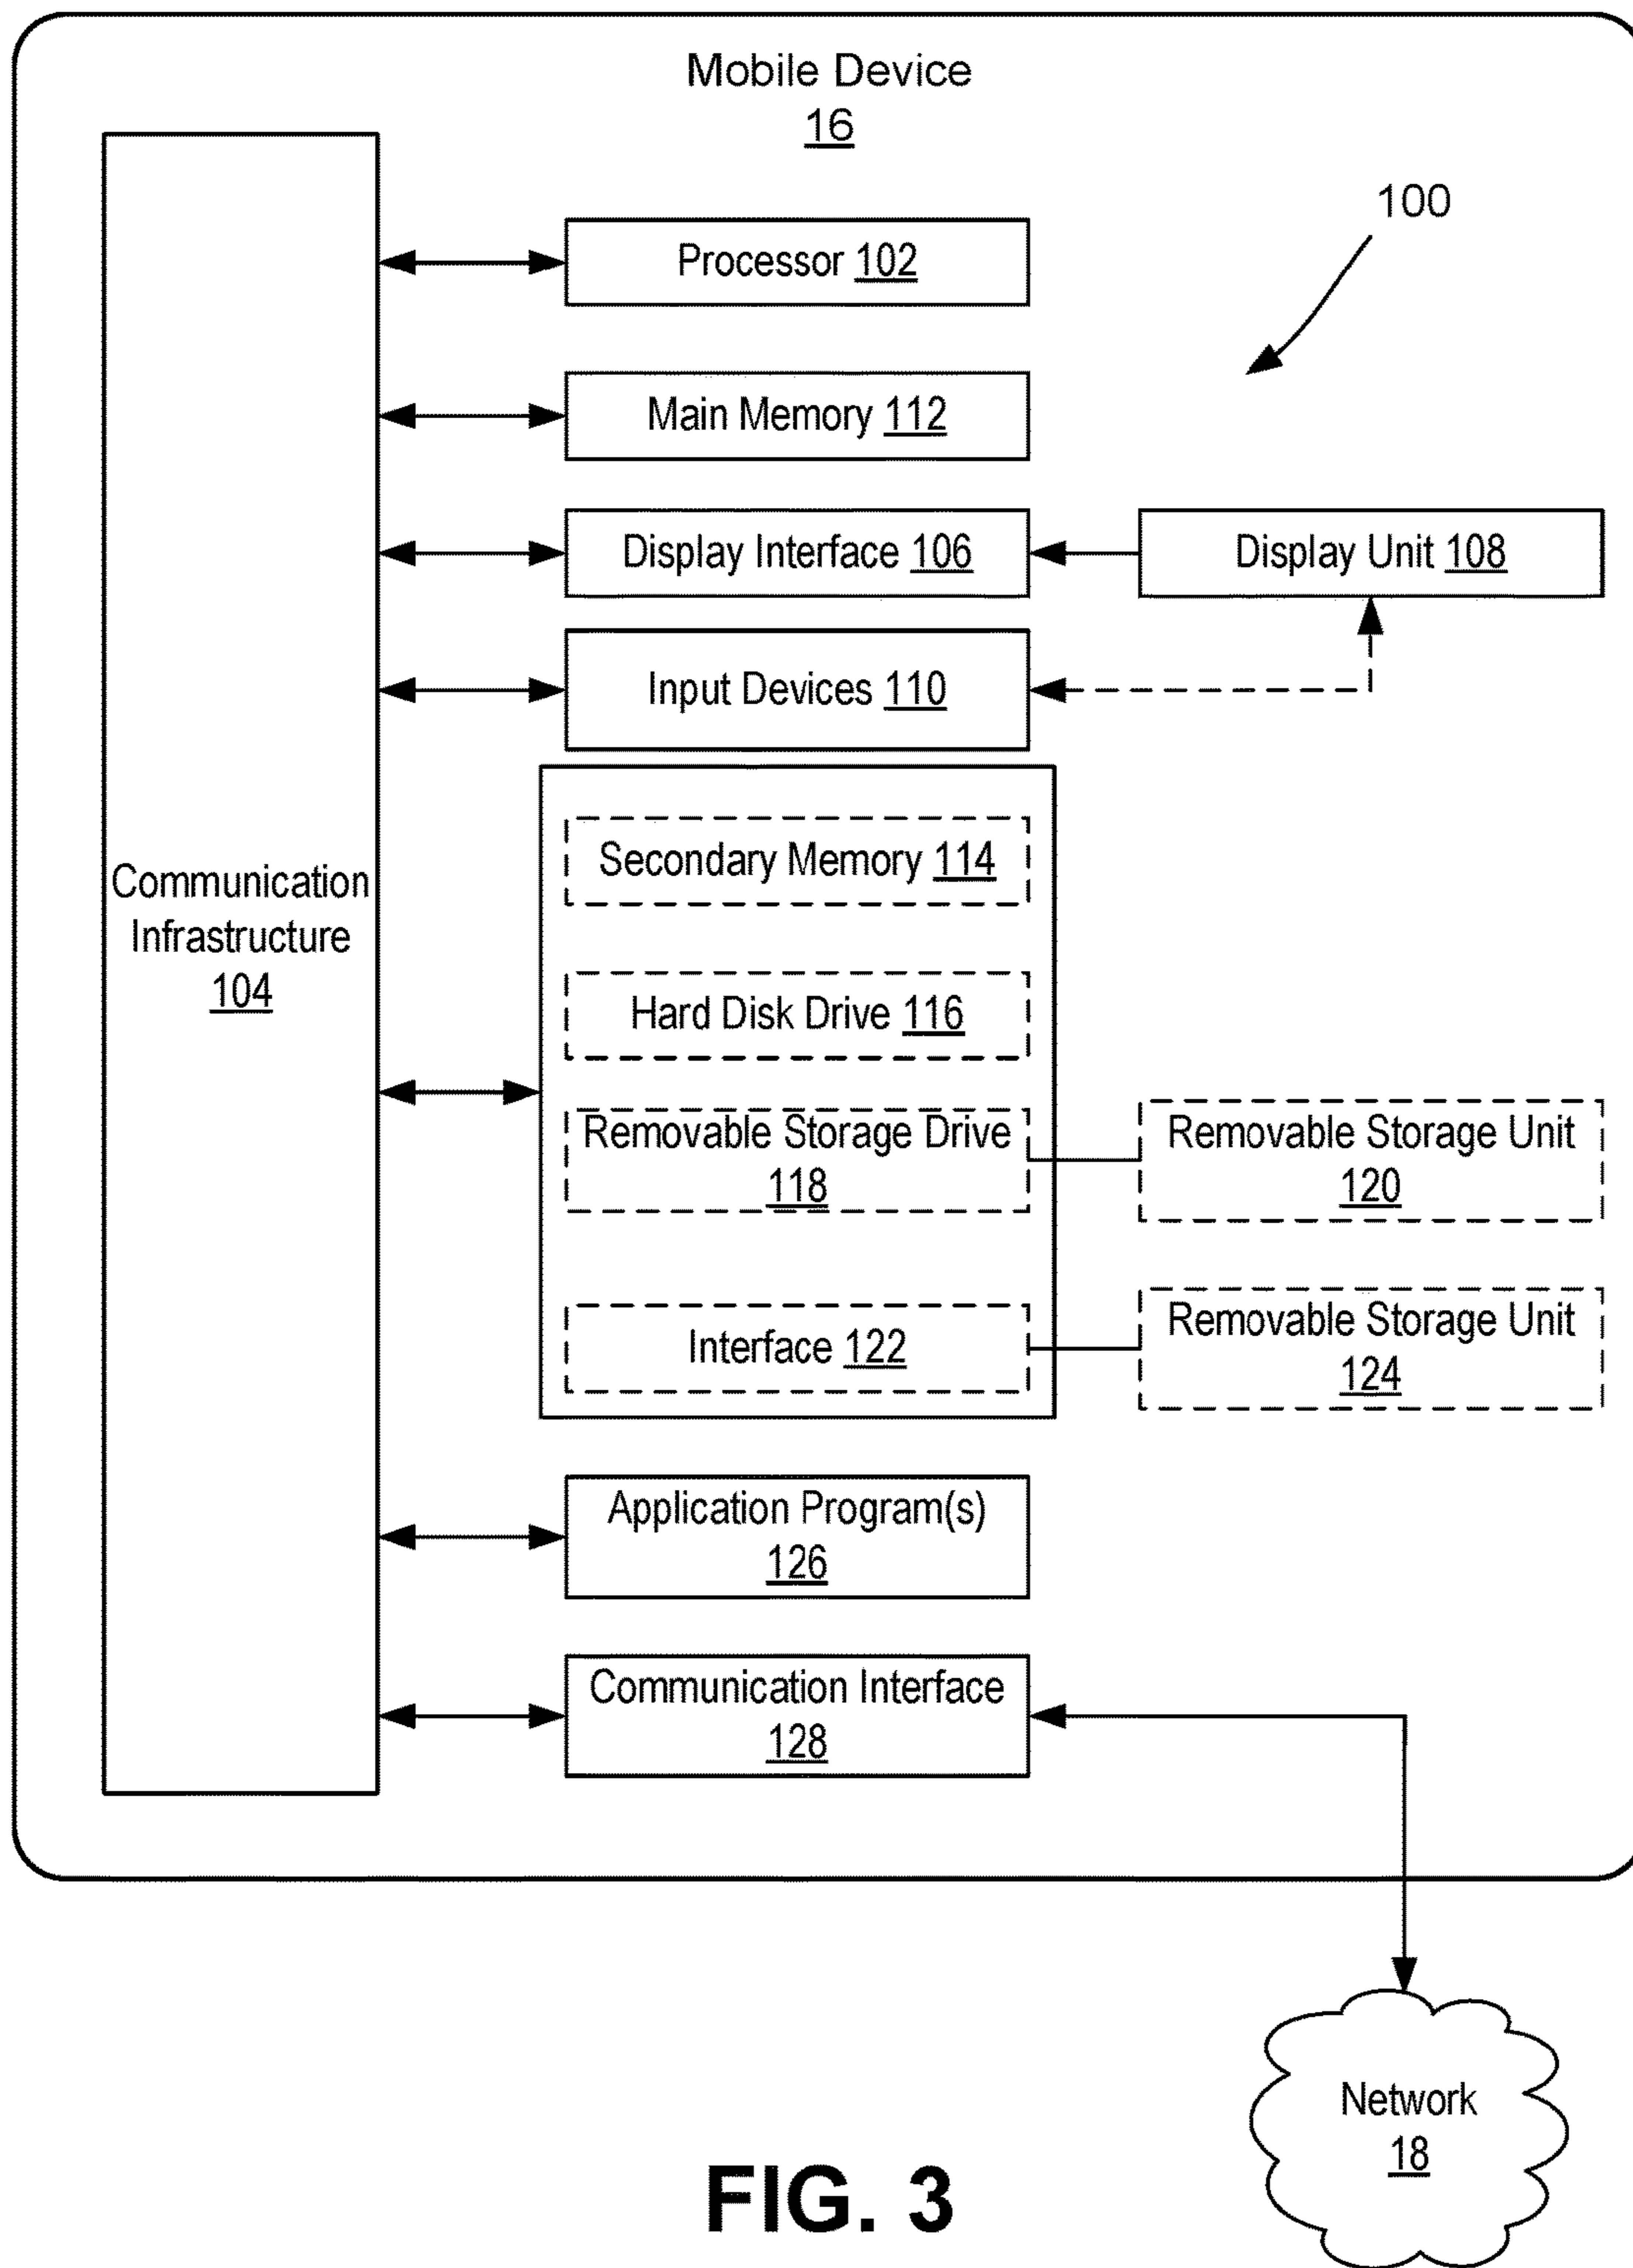 Mobile Device
16
100
Processor 102
Main Memory 112
Display Interface 106
Display Unit 108
Input Devices 110
Communication
Infrastructure
104
Secondary Memory 114
Hard Disk Drive 116
Removable Storage Drive
118
Removable Storage Unit
120
Interface 122
Removable Storage Unit
124
Application Program(s)
126
Communication Interface
128
Network
18
FIG. 3